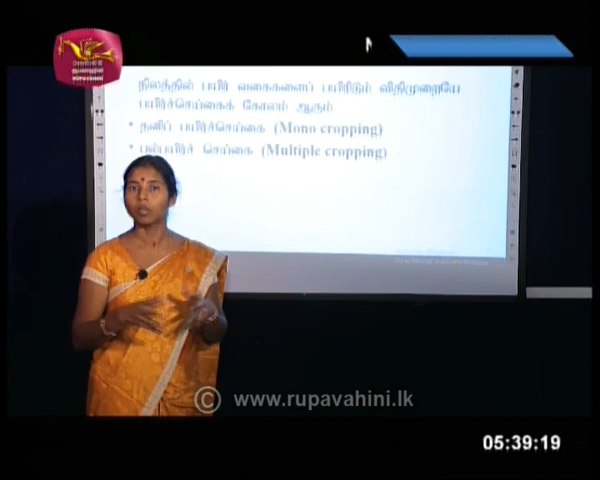 நிலத்தில் பயிர் வகைகளைப் பயிரிடும் விதிமுறையே
பயிர்ச்செய்கைக் கோலம் ஆகும்
• தனிப் பயிர்ச்செய்கை (Mono cropping)
• பல்பயிர்ச் செய்கை (Multiple cropping)
© www.rupavahini.lk
05:39:19